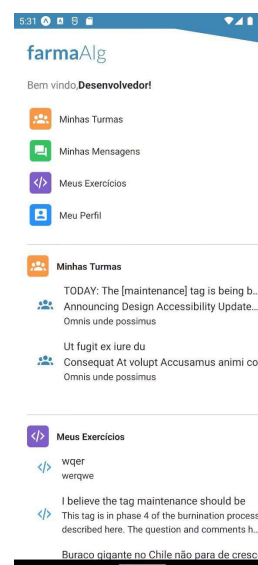 5:31
farmaAlg
Bem vindo,Desenvolvedor!
Minhas Turmas
Minhas Mensagens
</> Meus Exercícios
Meu Perfil
Minhas Turmas
TODAY: The [maintenance] tag is being b...
Announcing Design Accessibility Update...
Omnis unde possimus
Ut fugit ex iure du
Consequat At volupt Accusamus animi co
Omnis unde possimus
</> Meus Exercícios
wqer
</> werqwe
I believe the tag maintenance should be
</> This tag is in phase 4 of the burnination process
described here. The question and comments h...
Buraco gigante no Chile não para de cresc